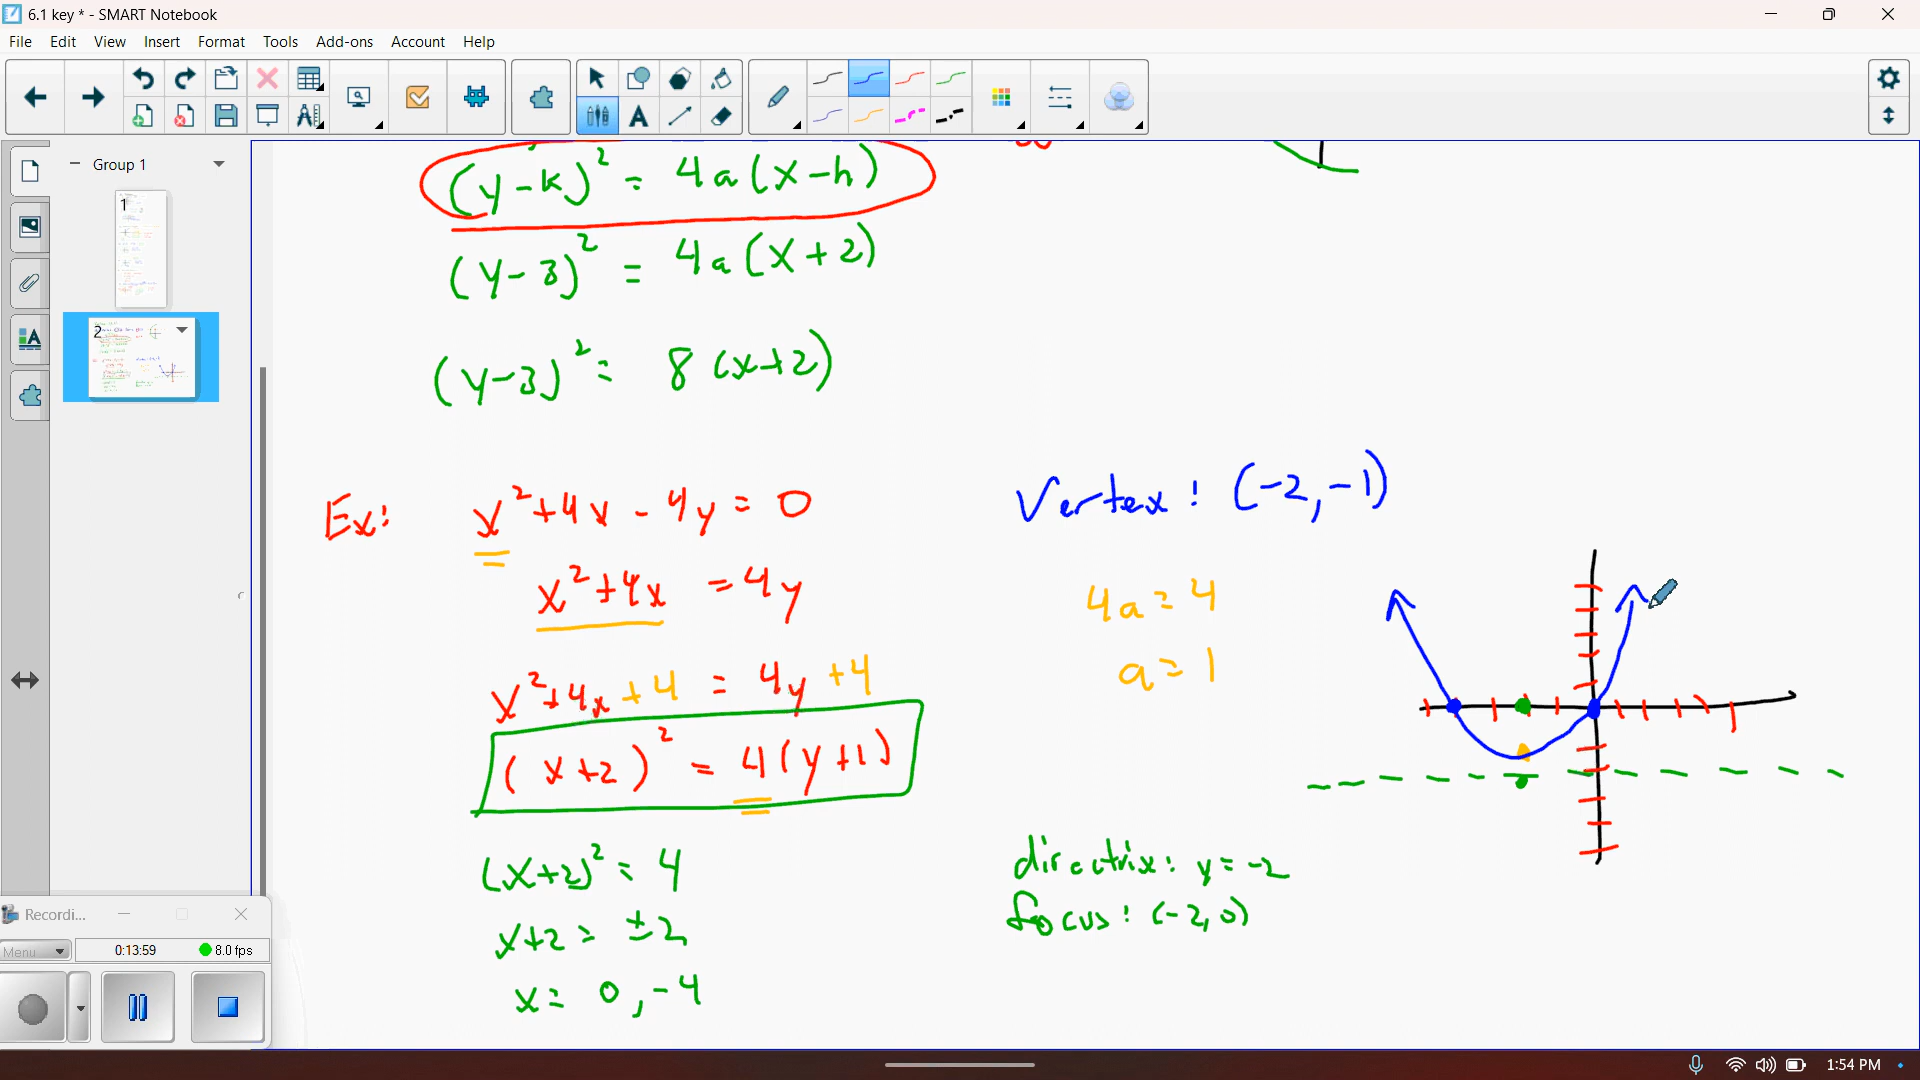 6.1 key * - SMART Notebook
File Edit View Insert Format Tools Add-ons Account Help
Group 1
1
2
(y-k)² = 4a(x-h)
(y-3)² = 4a(x+2)
(y-3)² = 8(x+2)
Ex: x²+4x-4y=0
x²+4x =4y
x²+4x+4 = 4y+4
(x+2)² = 4(y+1)
(x+2)² = 4
x+2 = ±2
x= 0,-4
Vertex: (-2,-1)
4a=4
a=1
directrix: y=-2
focus: (-2,0)
Recordi...
Menu 0:13:59 8.0 fps
1:54 PM